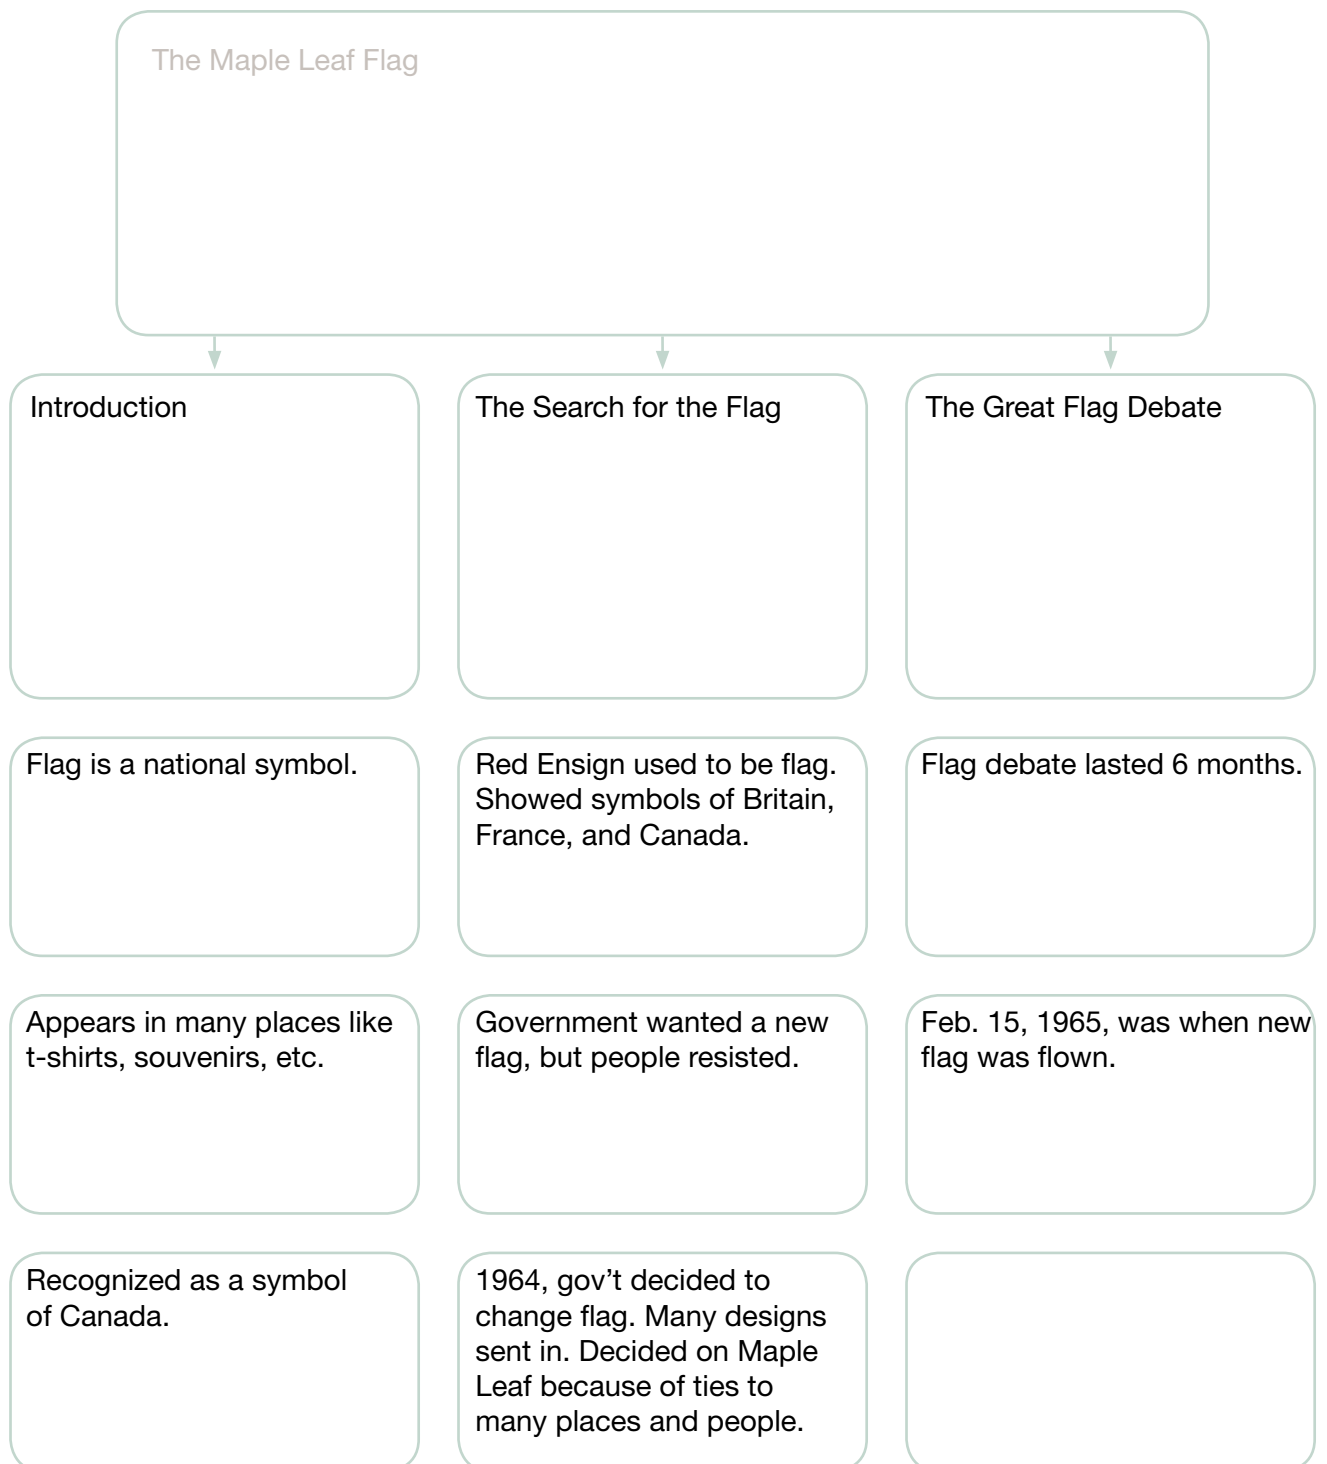 The Maple Leaf Flag
Introduction
The Search for the Flag
The Great Flag Debate
Flag is a national symbol.
Red Ensign used to be flag.
Showed symbols of Britain,
France, and Canada.
Flag debate lasted 6 months.
Appears in many places like
t-shirts, souvenirs, etc.
Government wanted a new
flag, but people resisted.
Feb. 15, 1965, was when new
flag was flown.
Recognized as a symbol
of Canada.
1964, gov’t decided to
change flag. Many designs
sent in. Decided on Maple
Leaf because of ties to
many places and people.